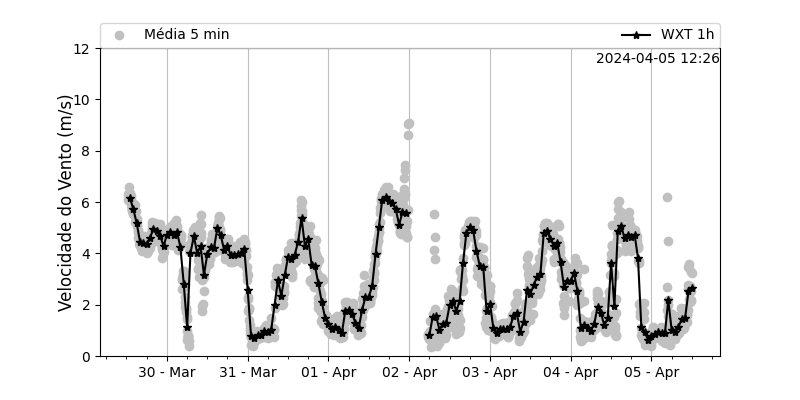 Média 5 min
WXT 1h
2024-04-05 12:26
Velocidade do Vento (m/s)
12
10
8
6
4
2
0
30 - Mar
31 - Mar
01 - Apr
02 - Apr
03 - Apr
04 - Apr
05 - Apr